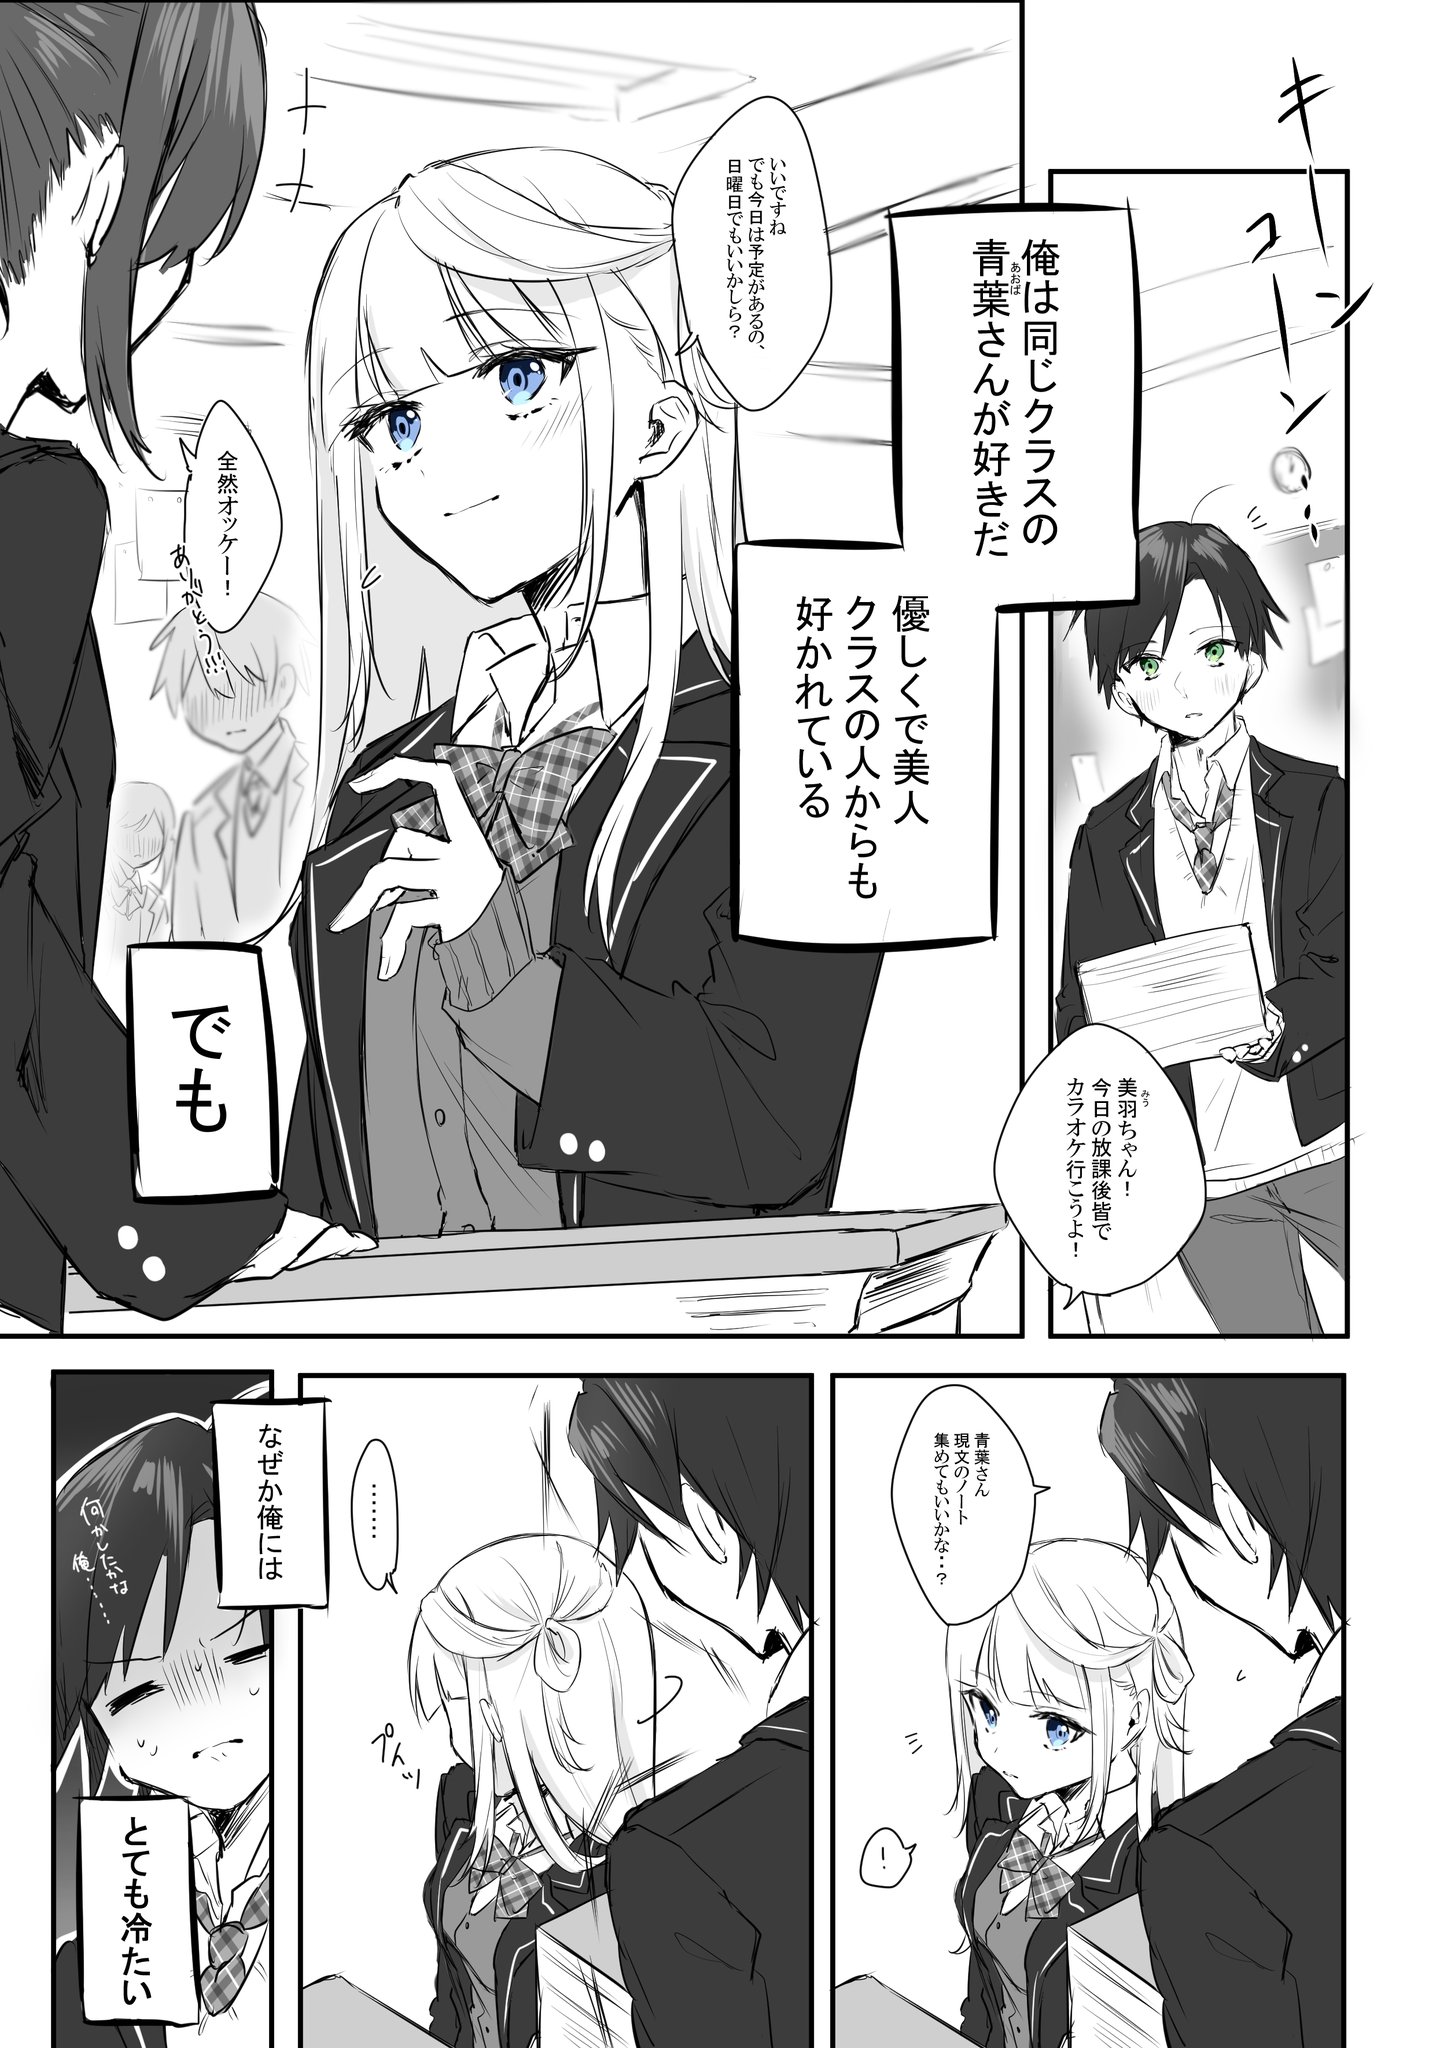 キーンコーン…
俺は同じクラスの
青葉さんが好きだ
あおば
美羽ちゃん！
みう
今日の放課後皆で
カラオケ行こうよ！
優しくで美人
クラスの人からも
好かれている
いいですね
でも今日は予定があるの、
日曜日でもいいかしら？
全然オッケー！
ありがとう!!!
でも
青葉さん
現文のノート
集めてもいいかな‥？
！
………
プんッ
なぜか俺には
何かしたかな
俺……
とても冷たい